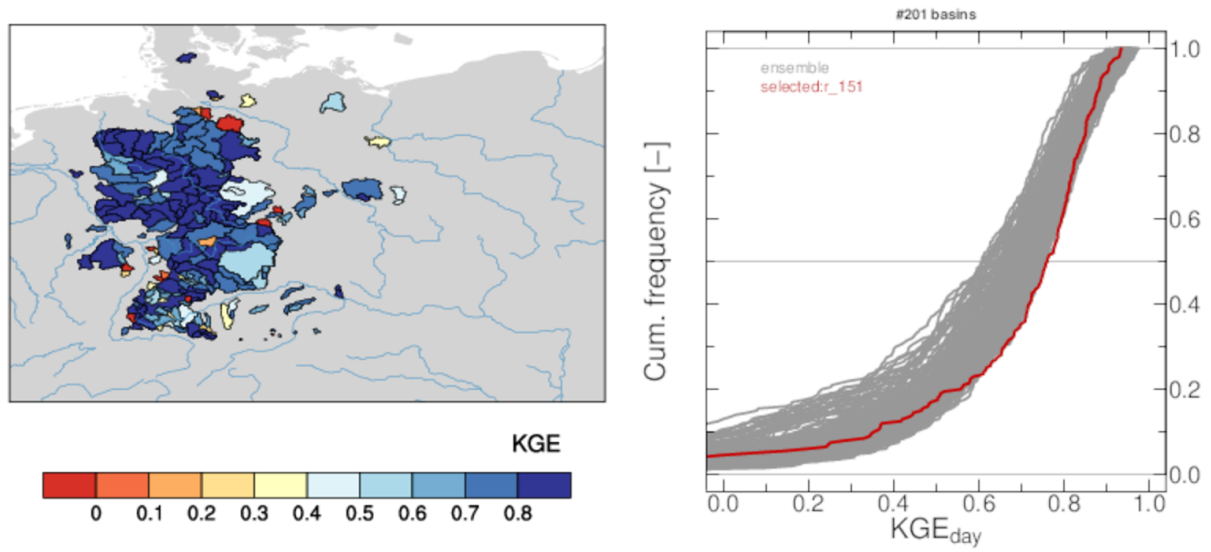 KGE
0 0.1 0.2 0.3 0.4 0.5 0.6 0.7 0.8
#201 basins
ensemble
selected:r_151
Cum. frequency [−]
1.0
0.8
0.6
0.4
0.2
0.0
0.0 0.2 0.4 0.6 0.8 1.0
KGEday